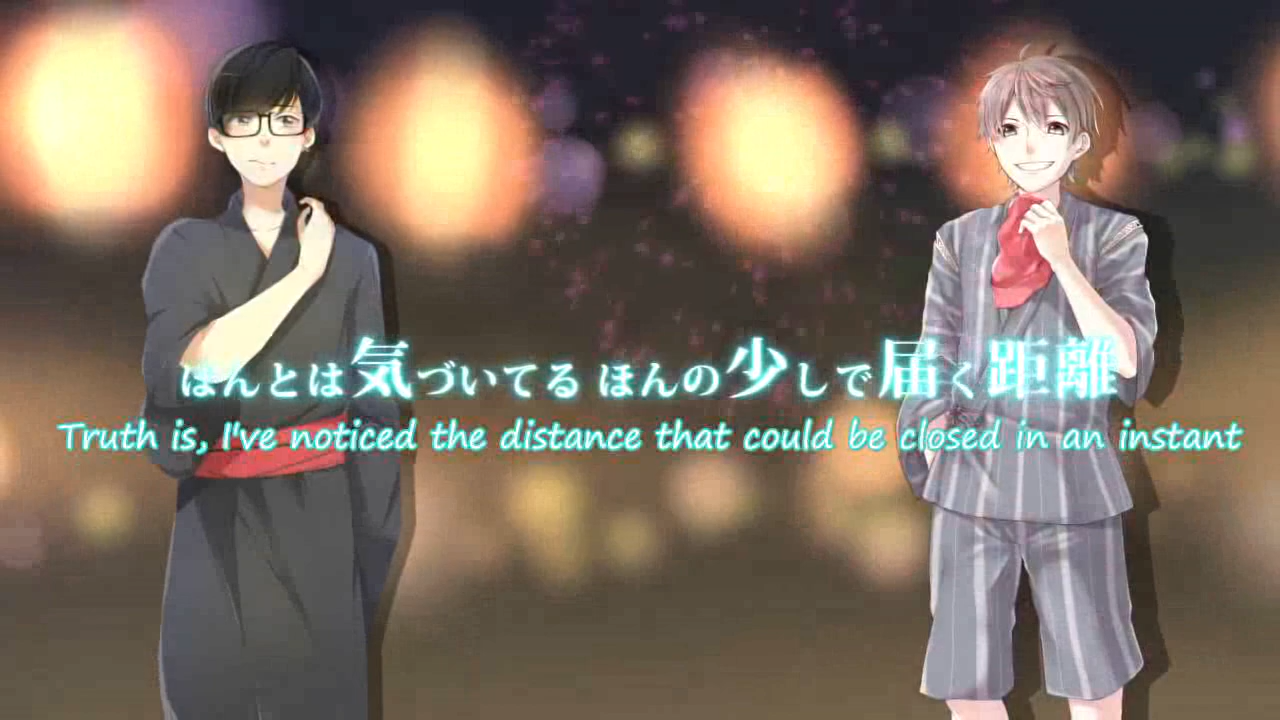 ほんとは気づいてる ほんの少しで届く距離
Truth is, I've noticed the distance that could be closed in an instant